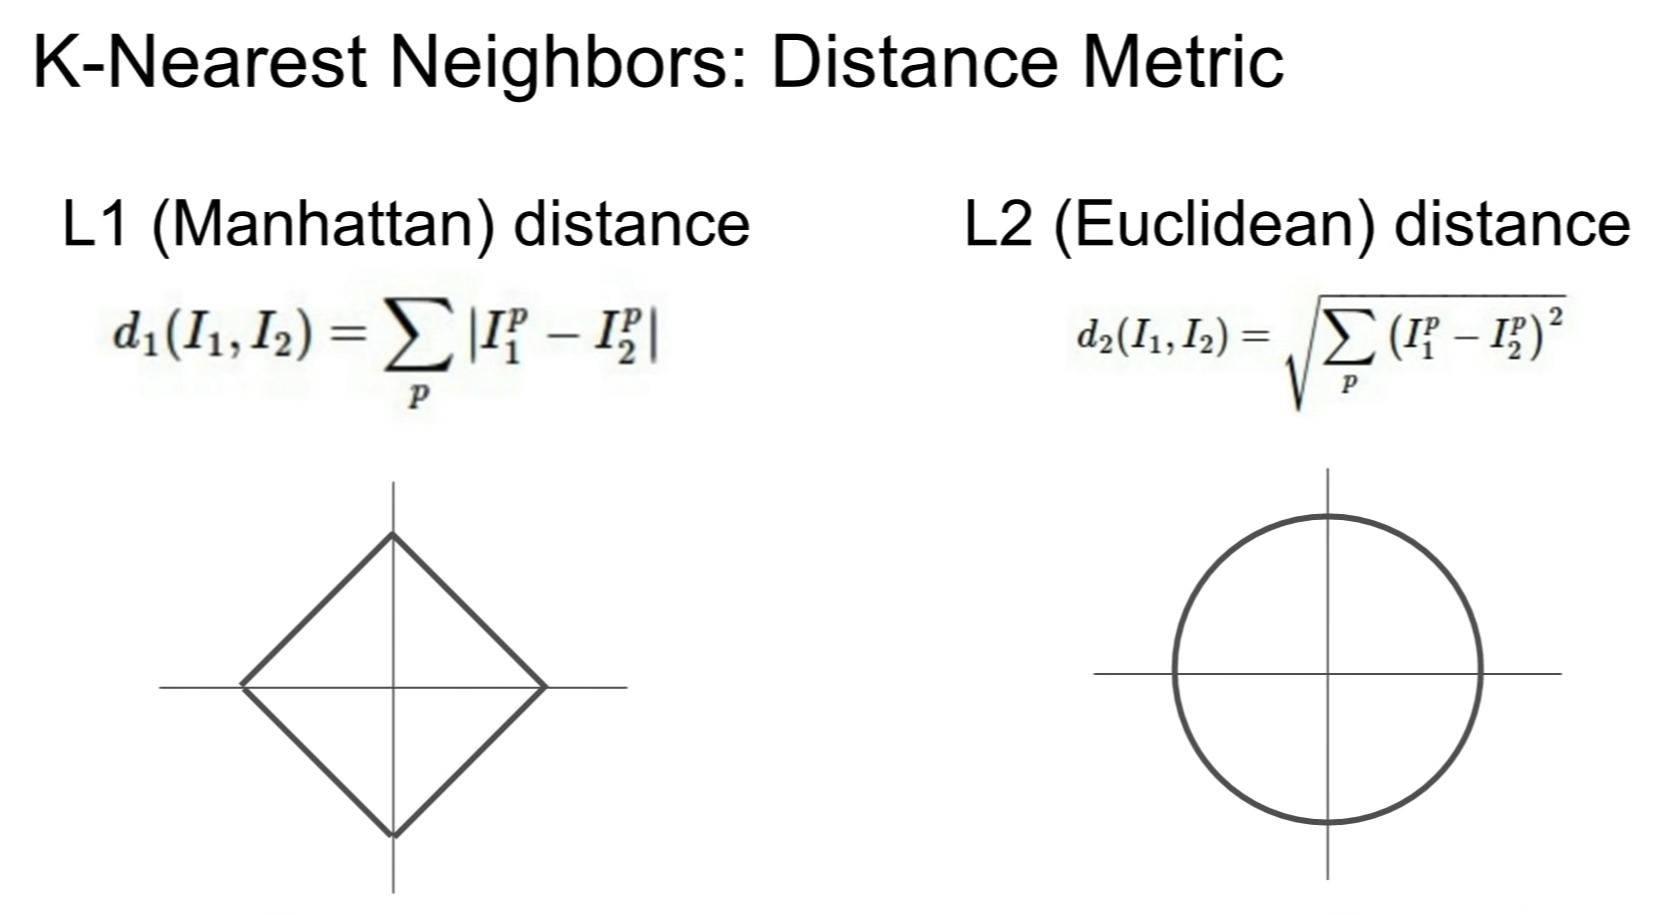 K-Nearest Neighbors: Distance Metric
L1 (Manhattan) distance
$d_1(I_1, I_2) = \sum_p |I_1^p - I_2^p|$
L2 (Euclidean) distance
$d_2(I_1, I_2) = \sqrt{\sum_p (I_1^p - I_2^p)^2}$